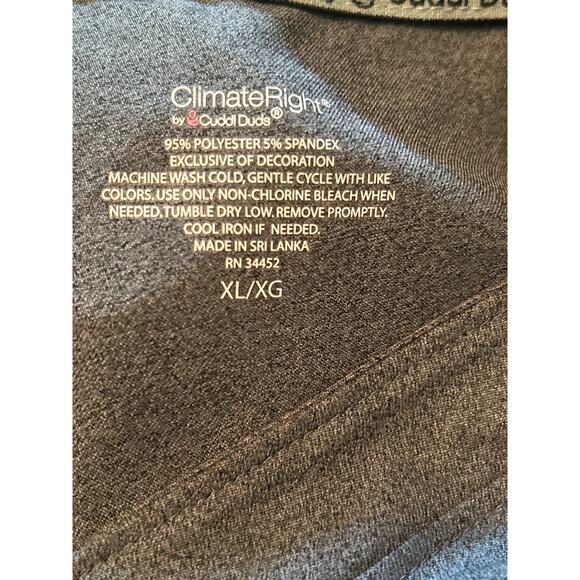 Cuddl Du
ClimateRight®
by Cuddl Duds®
95% POLYESTER 5% SPANDEX
EXCLUSIVE OF DECORATION
MACHINE WASH COLD, GENTLE CYCLE WITH LIKE
COLORS. USE ONLY NON-CHLORINE BLEACH WHEN
NEEDED. TUMBLE DRY LOW. REMOVE PROMPTLY.
COOL IRON IF NEEDED.
MADE IN SRI LANKA
RN 34452
XL/XG